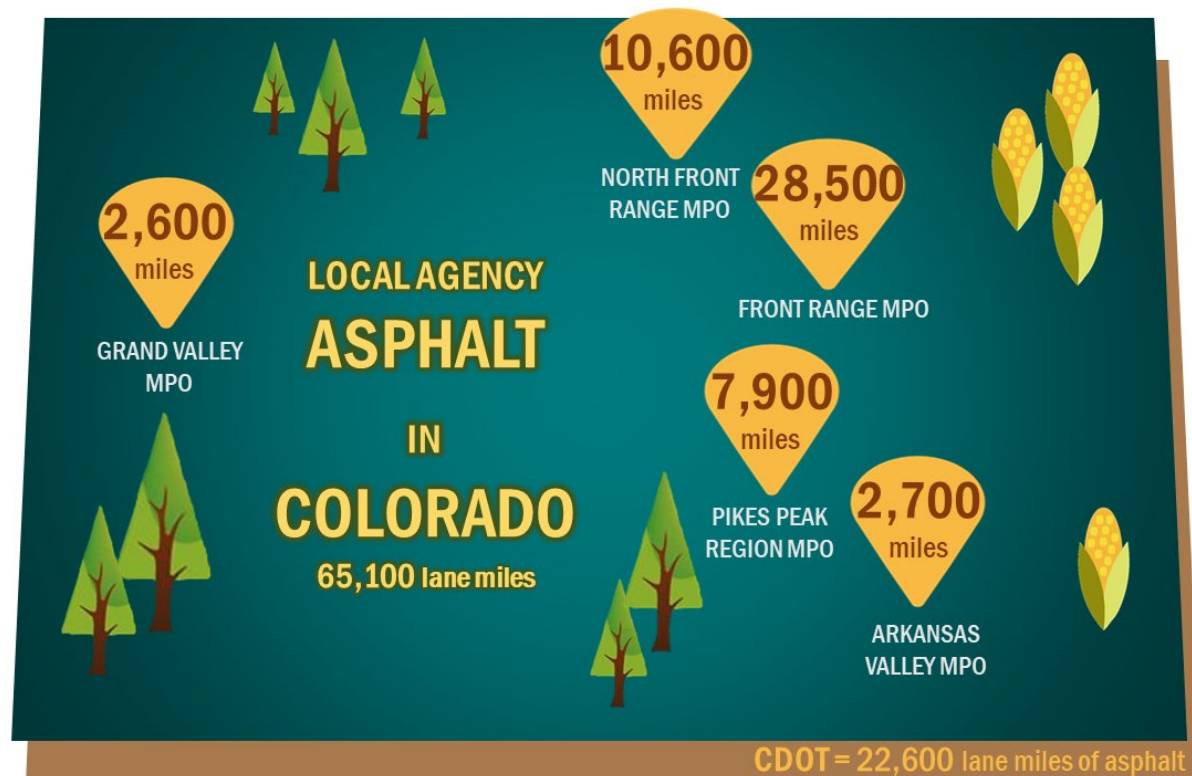 10,600
miles
NORTH FRONT
RANGE MPO
28,500
miles
FRONT RANGE MPO
2,600
miles
GRAND VALLEY
MPO
LOCAL AGENCY
ASPHALT
IN
COLORADO
65,100 lane miles
7,900
miles
PIKES PEAK
REGION MPO
2,700
miles
ARKANSAS
VALLEY MPO
CDOT = 22,600 lane miles of asphalt